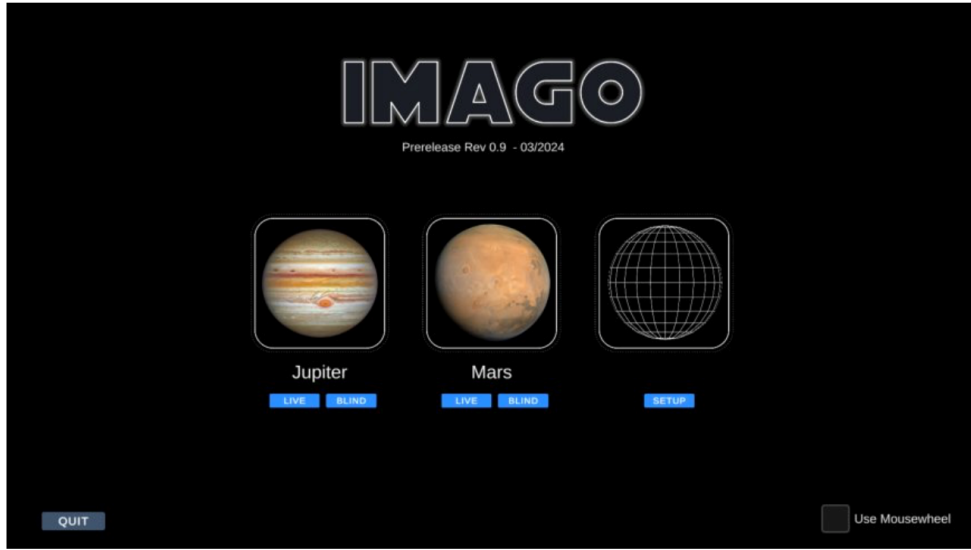 IMAGO
Prerelease Rev 0.9 - 03/2024
Jupiter
LIVE BLIND
Mars
LIVE BLIND
SETUP
QUIT
Use Mousewheel